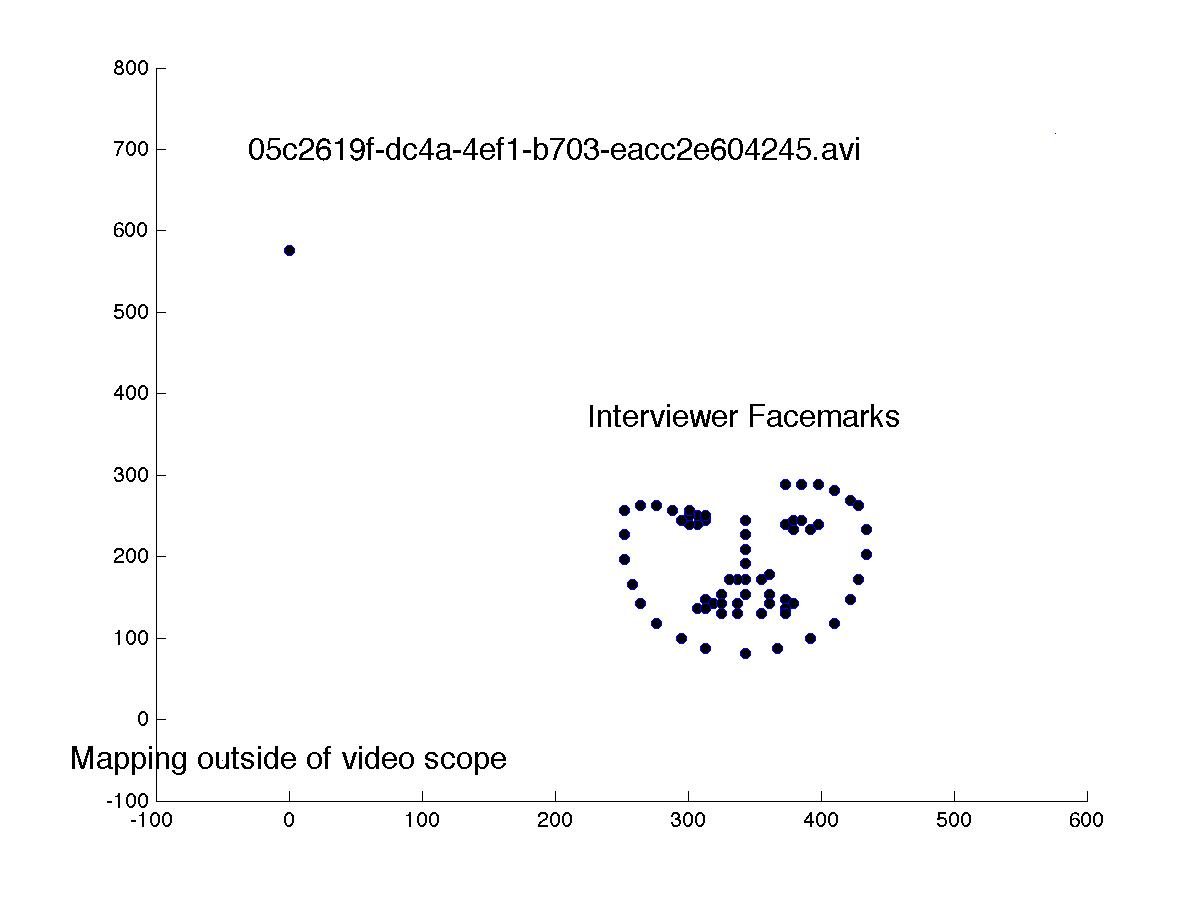 800
05c2619f-dc4a-4ef1-b703-eacc2e604245.avi
700
600
500
400
Interviewer Facemarks
300
200
100
0
Mapping outside of video scope
-100
-100 0 100 200 300 400 500 600